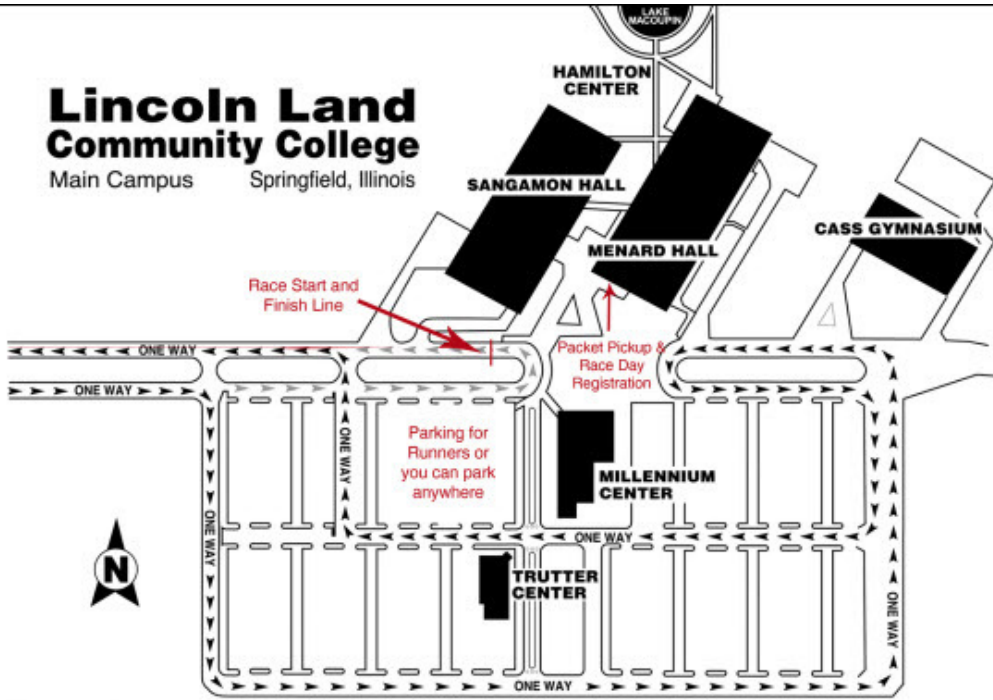 LAKE
MACOUPIN
HAMILTON
CENTER
Lincoln Land
Community College
Main Campus Springfield, Illinois
SANGAMON HALL
MENARD HALL
CASS GYMNASIUM
Race Start and
Finish Line
Packet Pickup &
Race Day
Registration
ONE WAY
ONE WAY
ONE WAY
Parking for
Runners or
you can park
anywhere
MILLENNIUM
CENTER
ONE WAY
ONE WAY
N
TRUTTER
CENTER
ONE WAY
ONE WAY